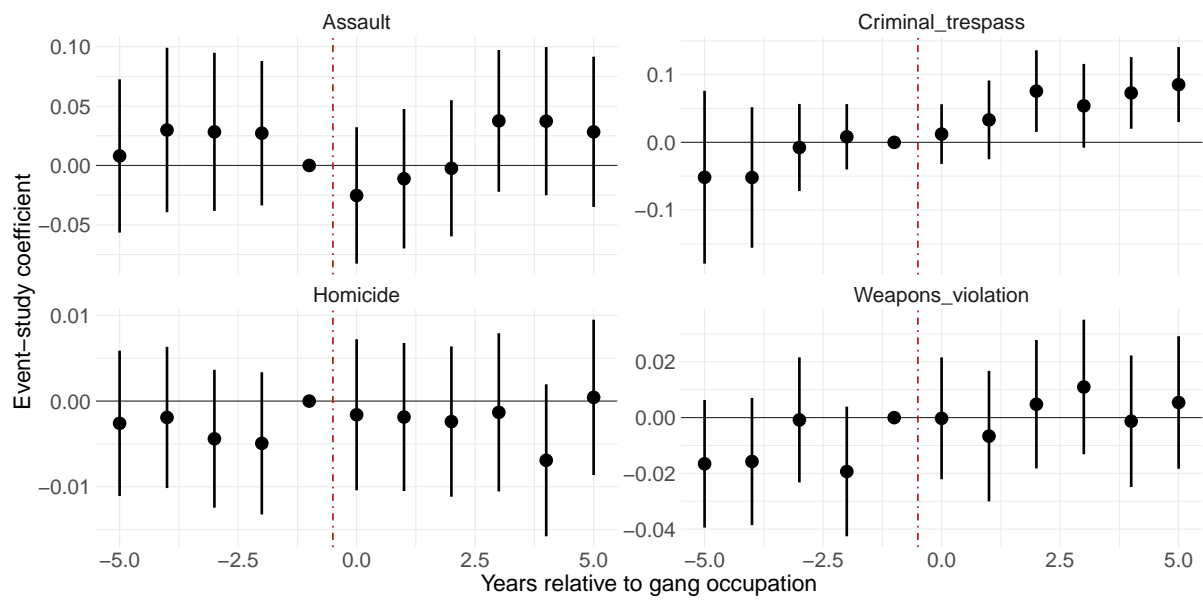 Assault
Criminal_trespass
0.10
0.05
0.00
−0.05
0.1
0.0
−0.1
Homicide
Weapons_violation
0.01
0.00
−0.01
0.02
0.00
−0.02
−0.04
−5.0 −2.5 0.0 2.5 5.0
−5.0 −2.5 0.0 2.5 5.0
Years relative to gang occupation
Event−study coefficient